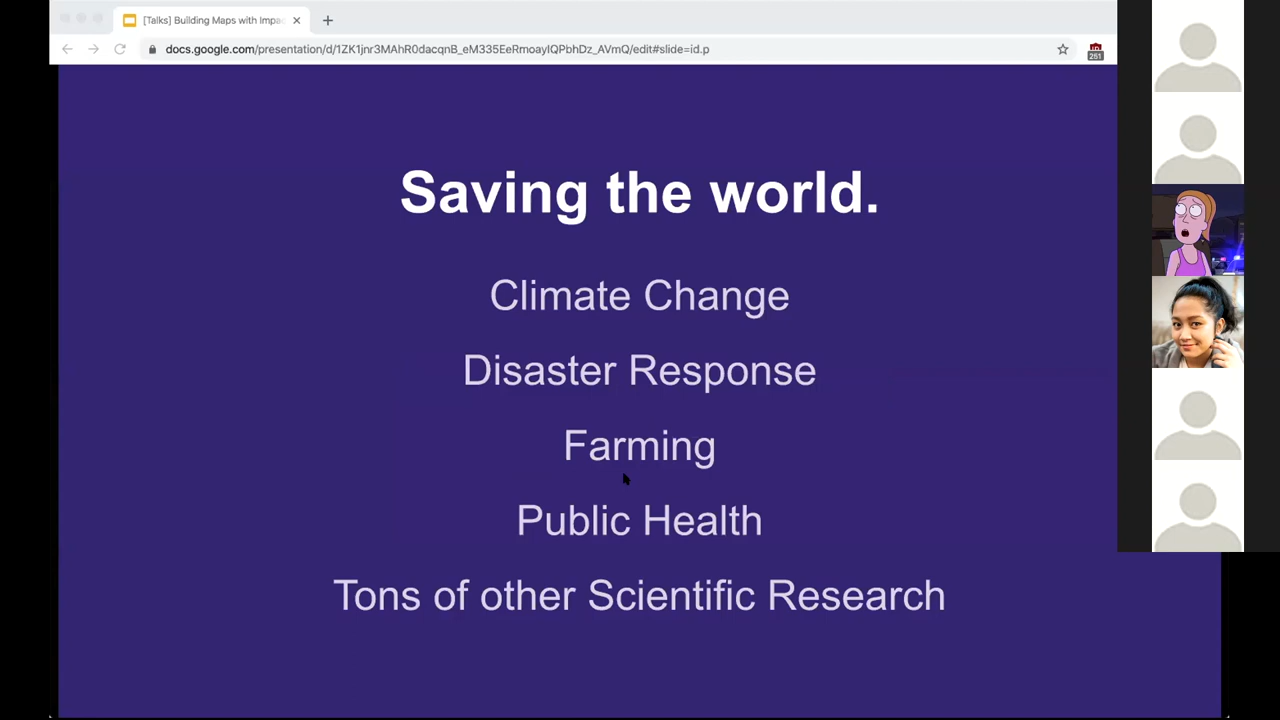 [Talks] Building Maps with Impa
docs.google.com/presentation/d/1ZK1jnr3MAhR0dacqnB_eM335EeRmoayIQPbhDz_AVmQ/edit#slide=id.p
261
Saving the world.
Climate Change
Disaster Response
Farming
Public Health
Tons of other Scientific Research